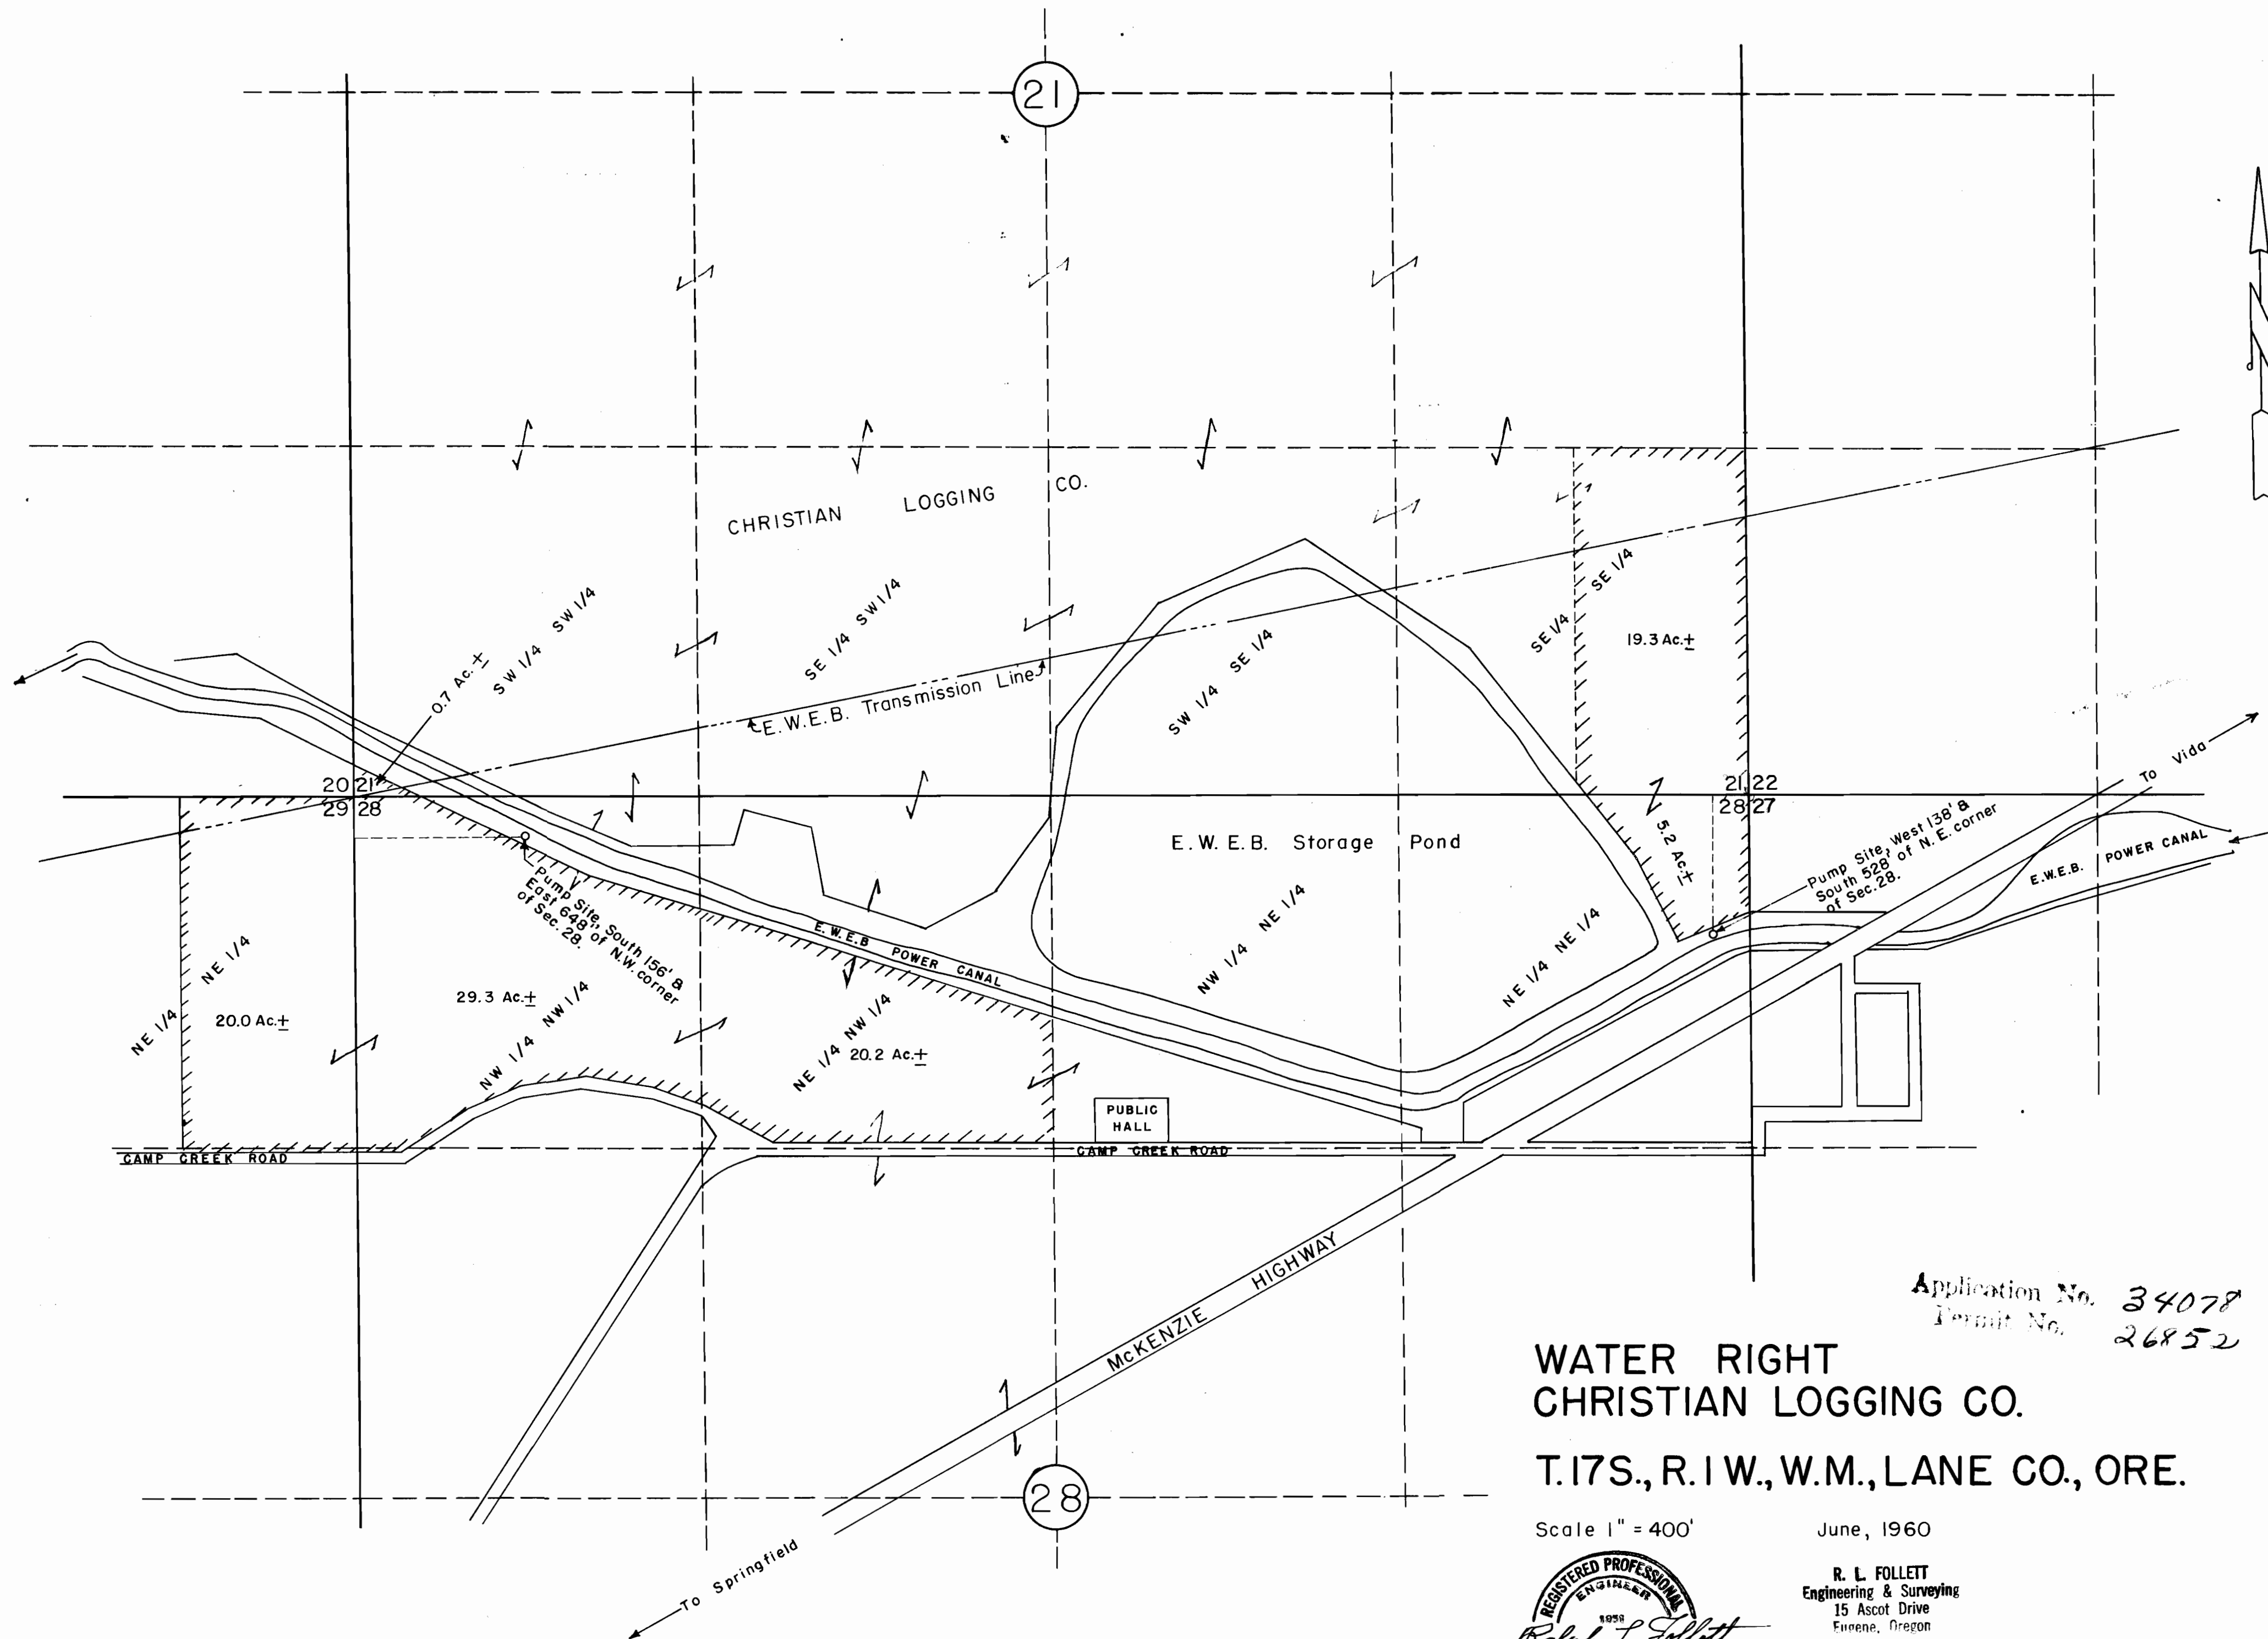 21
CHRISTIAN LOGGING CO.
SW 1/4 SW 1/4
SE 1/4 SW 1/4
SW 1/4 SE 1/4
SE 1/4 SE 1/4
19.3 Ac.±
0.7 Ac.±
E.W.E.B. Transmission Line
20 21
29 28
21 22
28 27
To Vida
E.W.E.B. Storage Pond
5.2 Ac.±
Pump Site, West 138' &
South 528' of N.E. corner
of Sec. 28.
E.W.E.B. POWER CANAL
Pump Site, South 156' &
East 648' of N.W. corner
of Sec. 28.
E.W.E.B POWER CANAL
NE 1/4 NE 1/4
20.0 Ac.±
29.3 Ac.±
NW 1/4 NW 1/4
NE 1/4 NW 1/4
20.2 Ac.±
NW 1/4 NE 1/4
NE 1/4 NE 1/4
PUBLIC
HALL
CAMP CREEK ROAD
CAMP CREEK ROAD
McKENZIE HIGHWAY
28
To Springfield
Application No. 34078
Permit No. 26852
WATER RIGHT
CHRISTIAN LOGGING CO.
T.17S., R.1W., W.M., LANE CO., ORE.
Scale 1" = 400'
June, 1960
REGISTERED PROFESSIONAL
ENGINEER
Ralph L Follett
R. L. FOLLETT
Engineering & Surveying
15 Ascot Drive
Eugene, Oregon